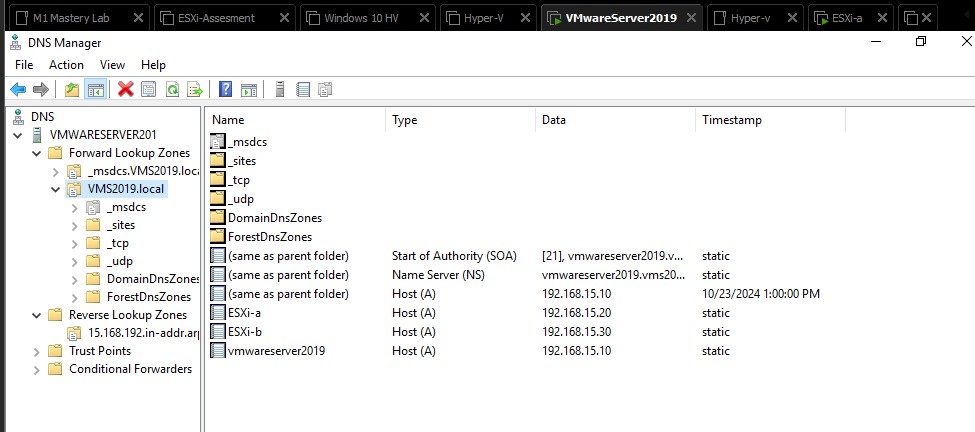 M1 Mastery Lab ESXi-Assesment Windows 10 HV Hyper-V VMwareServer2019 Hyper-v ESXi-a
DNS Manager
File Action View Help
DNS
VMWARESERVER201
Forward Lookup Zones
_msdcs.VMS2019.loca
VMS2019.local
_msdcs
_sites
_tcp
_udp
DomainDnsZones
ForestDnsZones
Reverse Lookup Zones
15.168.192.in-addr.arp
Trust Points
Conditional Forwarders
Name Type Data Timestamp
_msdcs
_sites
_tcp
_udp
DomainDnsZones
ForestDnsZones
(same as parent folder) Start of Authority (SOA) [21], vmwareserver2019.v... static
(same as parent folder) Name Server (NS) vmwareserver2019.vms20... static
(same as parent folder) Host (A) 192.168.15.10 10/23/2024 1:00:00 PM
ESXi-a Host (A) 192.168.15.20 static
ESXi-b Host (A) 192.168.15.30 static
vmwareserver2019 Host (A) 192.168.15.10 static